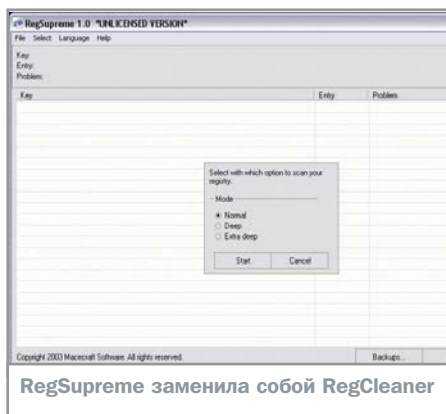 RegSupreme 1.0 *UNLICENSED VERSION*
File Select Language Help
Key:
Entry:
Problem:
Key Entry Problem
Select with which option to scan your
registry.
Mode
Normal
Deep
Extra deep
Start Cancel
Copyright 2003 Macecraft Software. All rights reserved.
Backups...
RegSupreme заменила собой RegCleaner